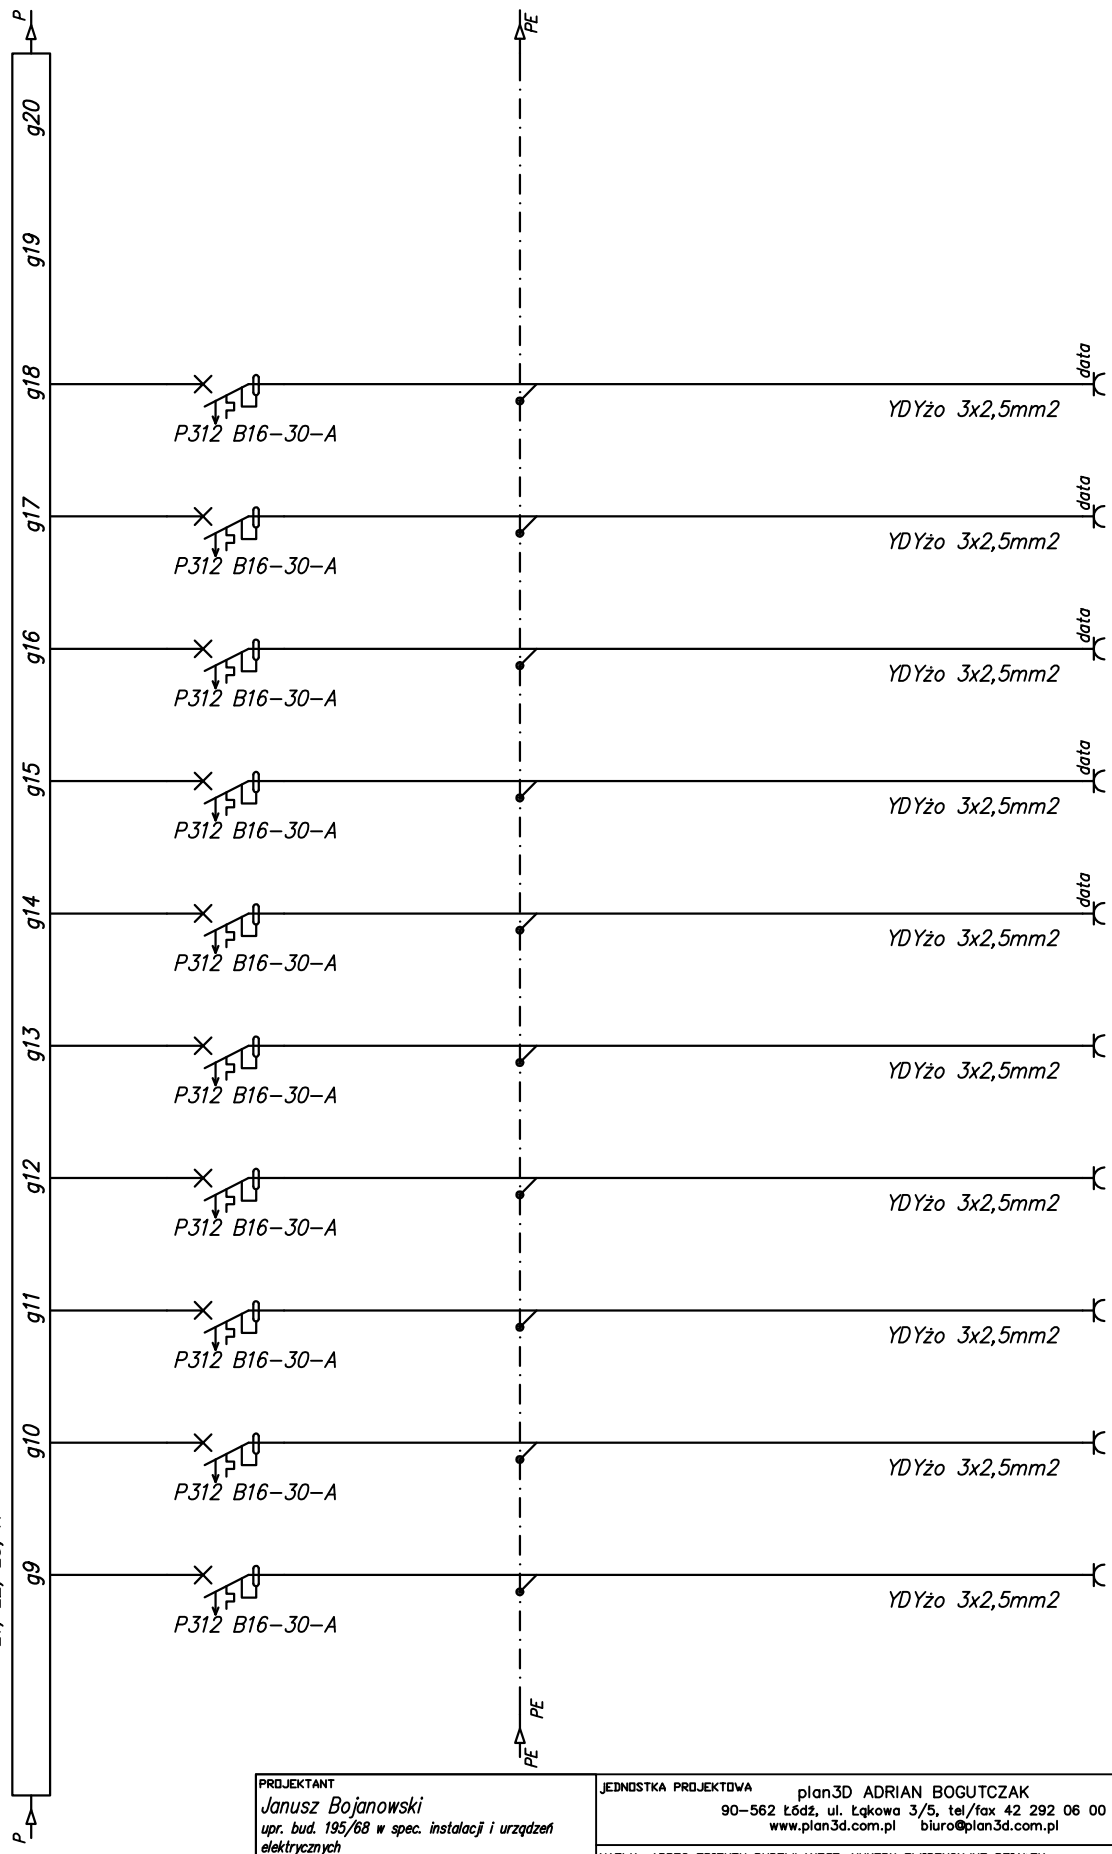 P
PE
g20
g19
g18
data
P312 B16-30-A
YDYżo 3x2,5mm2
g17
data
P312 B16-30-A
YDYżo 3x2,5mm2
g16
data
P312 B16-30-A
YDYżo 3x2,5mm2
g15
data
P312 B16-30-A
YDYżo 3x2,5mm2
g14
data
P312 B16-30-A
YDYżo 3x2,5mm2
g13
P312 B16-30-A
YDYżo 3x2,5mm2
g12
P312 B16-30-A
YDYżo 3x2,5mm2
g11
P312 B16-30-A
YDYżo 3x2,5mm2
g10
P312 B16-30-A
YDYżo 3x2,5mm2
g9
P312 B16-30-A
YDYżo 3x2,5mm2
PE
PE
P
PROJEKTANT
Janusz Bojanowski
upr. bud. 195/68 w spec. instalacji i urządzeń
elektrycznych
JEDNOSTKA PROJEKTOWA
plan3D ADRIAN BOGUTCZAK
90-562 Łódź, ul. Łąkowa 3/5, tel/fax 42 292 06 00
www.plan3d.com.pl biuro@plan3d.com.pl